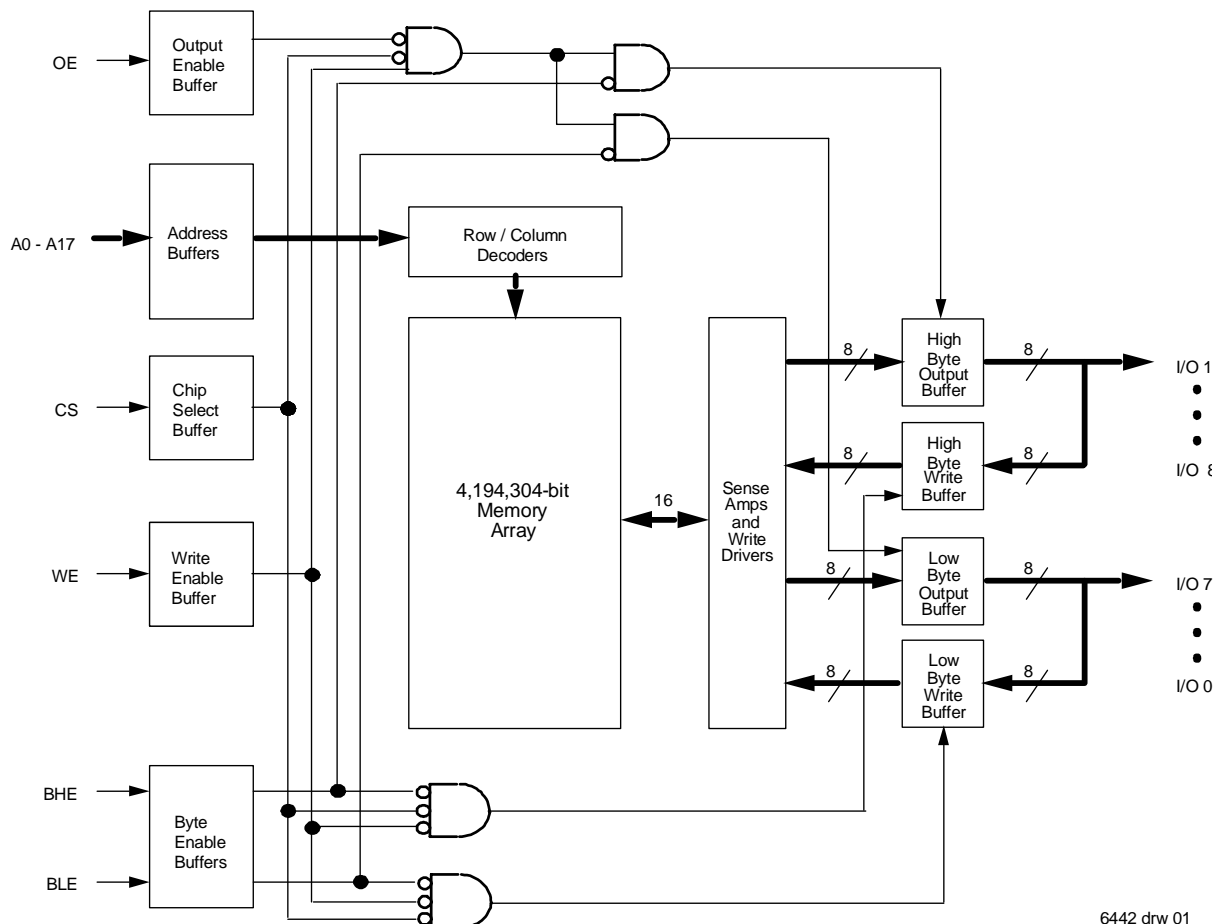 OE
Output
Enable
Buffer
A0 - A17
Address
Buffers
Row / Column
Decoders
CS
Chip
Select
Buffer
WE
Write
Enable
Buffer
4,194,304-bit
Memory
Array
16
Sense
Amps
and
Write
Drivers
8
High
Byte
Output
Buffer
8
I/O 1
8
High
Byte
Write
Buffer
8
I/O 8
8
Low
Byte
Output
Buffer
8
I/O 7
8
Low
Byte
Write
Buffer
8
I/O 0
BHE
Byte
Enable
Buffers
BLE
6442 drw 01